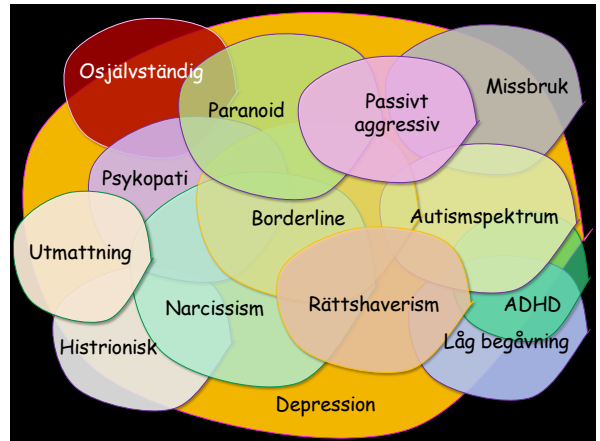 Osjälvständig
Missbruk
Paranoid
Passivt
aggressiv
Psykopati
Borderline
Autismspektrum
Utmattning
Narcissism
Rättshaverism
ADHD
Histrionisk
Låg begåvning
Depression